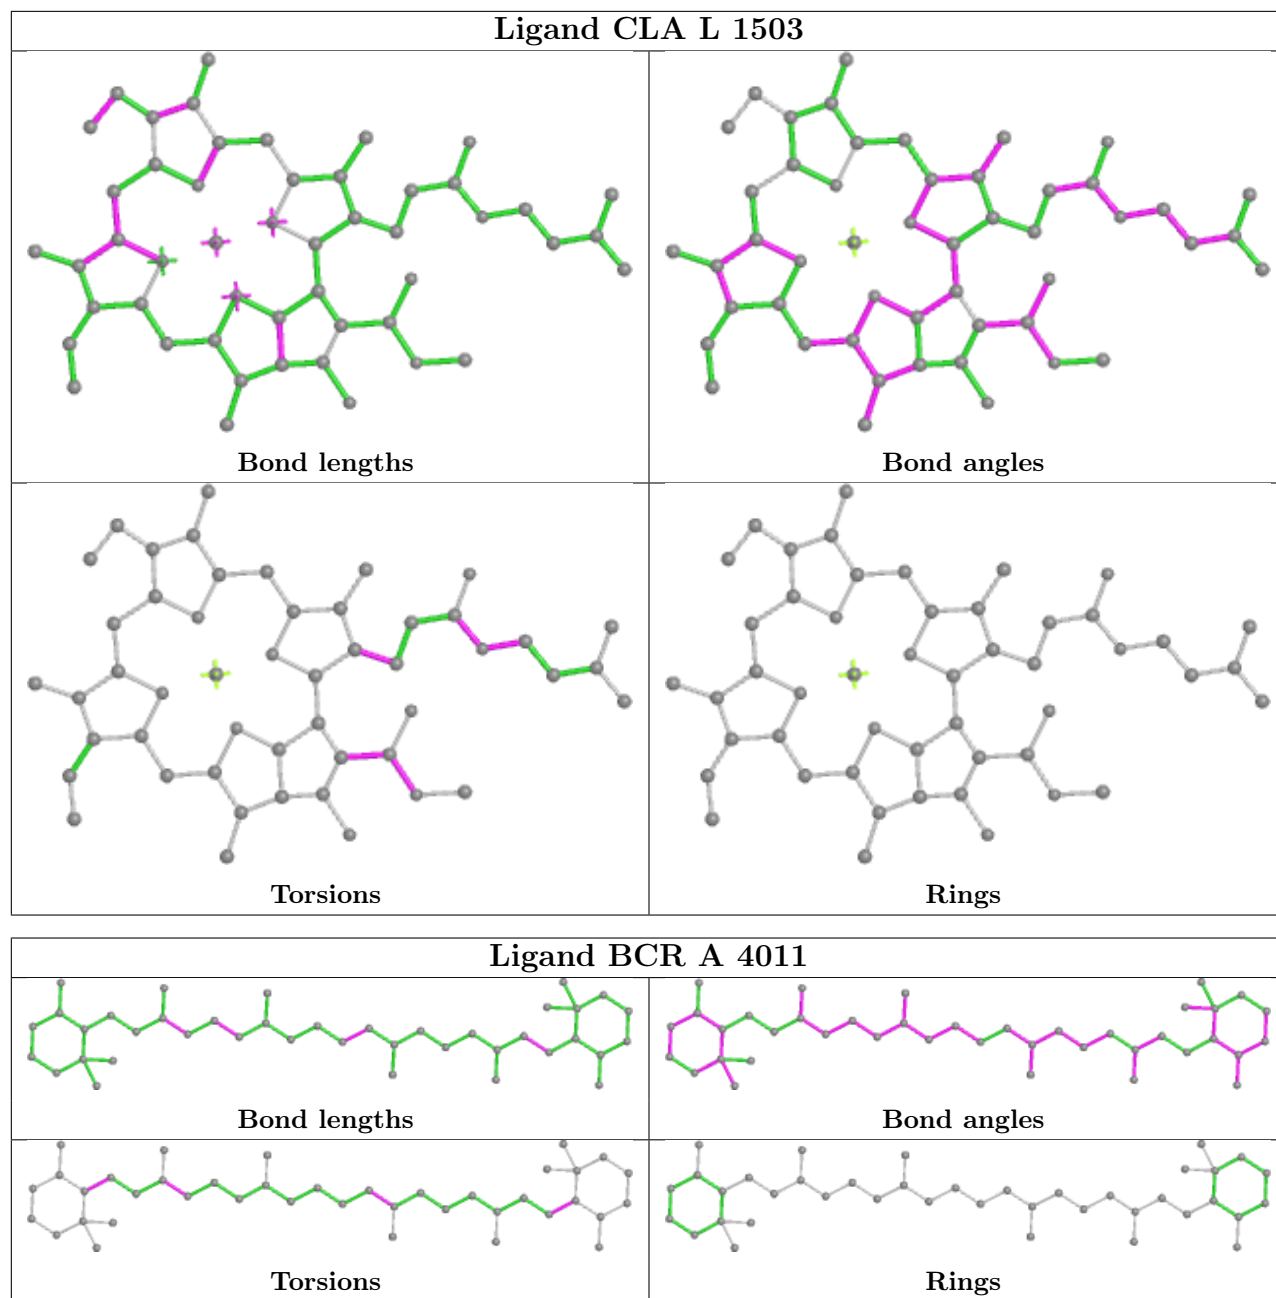 Ligand CLA L 1503
Bond lengths
Bond angles
Torsions
Rings
Ligand BCR A 4011
Bond lengths
Bond angles
Torsions
Rings